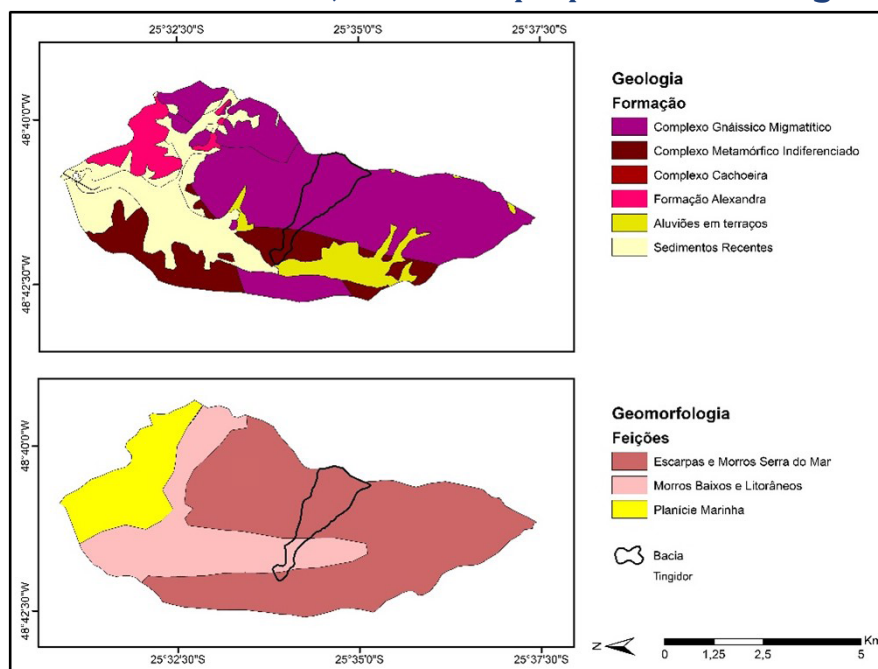 25°32'30"S 25°35'0"S 25°37'30"S
48°40'0"W
48°42'30"W
Geologia
Formação
Complexo Gnáissico Migmatítico
Complexo Metamórfico Indiferenciado
Complexo Cachoeira
Formação Alexandra
Aluviões em terraços
Sedimentos Recentes
48°40'0"W
48°42'30"W
25°32'30"S 25°35'0"S 25°37'30"S
Geomorfologia
Feições
Escarpas e Morros Serra do Mar
Morros Baixos e Litorâneos
Planície Marinha
Bacia
Tingidor
N
Km
0 1,25 2,5 5